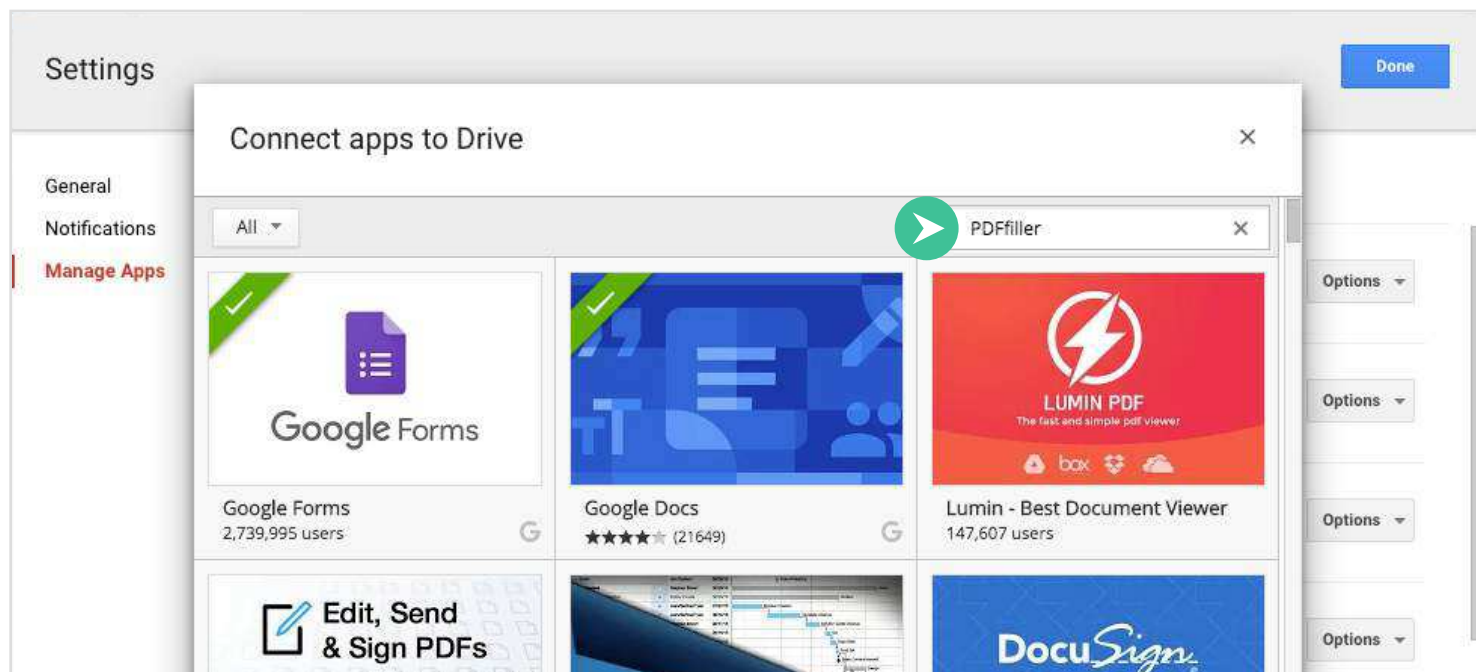 Settings
Done
Connect apps to Drive
General
Notifications
Manage Apps
All
PDFfiller
Options
Options
Options
Options
Google Forms
LUMIN PDF
The fast and simple pdf viewer
box
Google Forms
2,739,995 users
Google Docs
(21649)
Lumin - Best Document Viewer
147,607 users
Edit, Send
& Sign PDFs
DocuSign